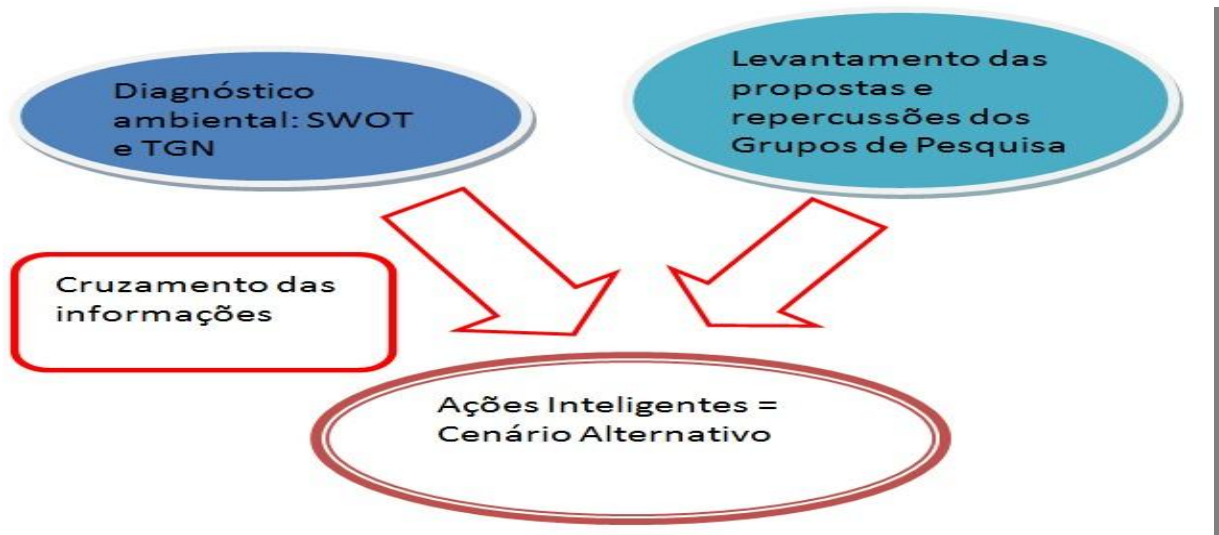 Diagnóstico
ambiental: SWOT
e TGN
Levantamento das
propostas e
repercussões dos
Grupos de Pesquisa
Cruzamento das
informações
Ações Inteligentes =
Cenário Alternativo